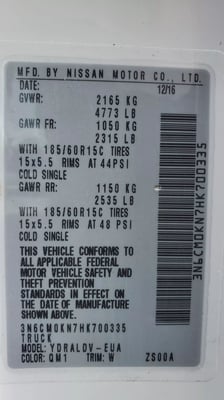 MFD. BY NISSAN MOTOR CO., LTD.
DATE: 12/16
GVWR: 2165 KG
4773 LB
GAWR FR: 1050 KG
2315 LB
WITH 185/60R15C TIRES
15x5.5 RIMS AT 44PSI
COLD SINGLE
GAWR RR: 1150 KG
2535 LB
WITH 185/60R15C TIRES
15x5.5 RIMS AT 48 PSI
COLD SINGLE
THIS VEHICLE CONFORMS TO
ALL APPLICABLE FEDERAL
MOTOR VEHICLE SAFETY AND
THEFT PREVENTION
STANDARDS IN EFFECT ON
THE DATE OF MANUFACTURE
SHOWN ABOVE.
3N6CM0KN7HK700335
TRUCK
MODEL: YDRALDV-EUA
COLOR: QM1 TRIM: W ZS00A
3N6CM0KN7HK700335